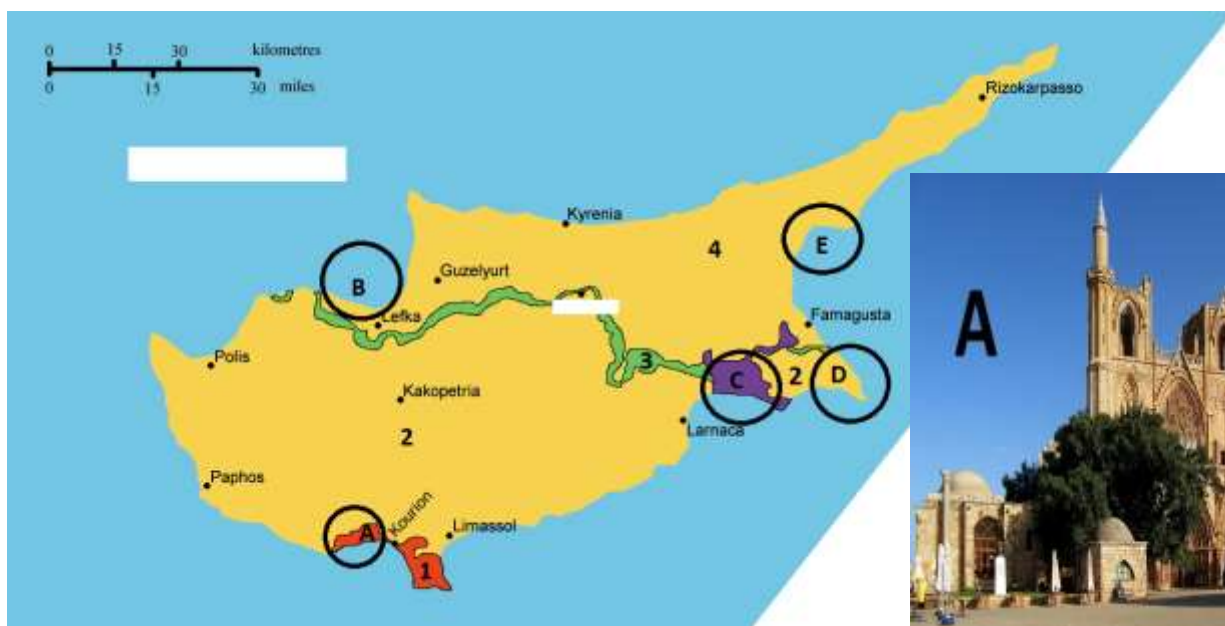 0 15 30 kilometres
0 15 30 miles
Rizokarpasso
Kyrenia
4
E
B
Guzelyurt
A
Lefka
Famagusta
Polis
3
C
2
D
Kakopetria
2
Larnaca
Paphos
A
Kourion
Limassol
1